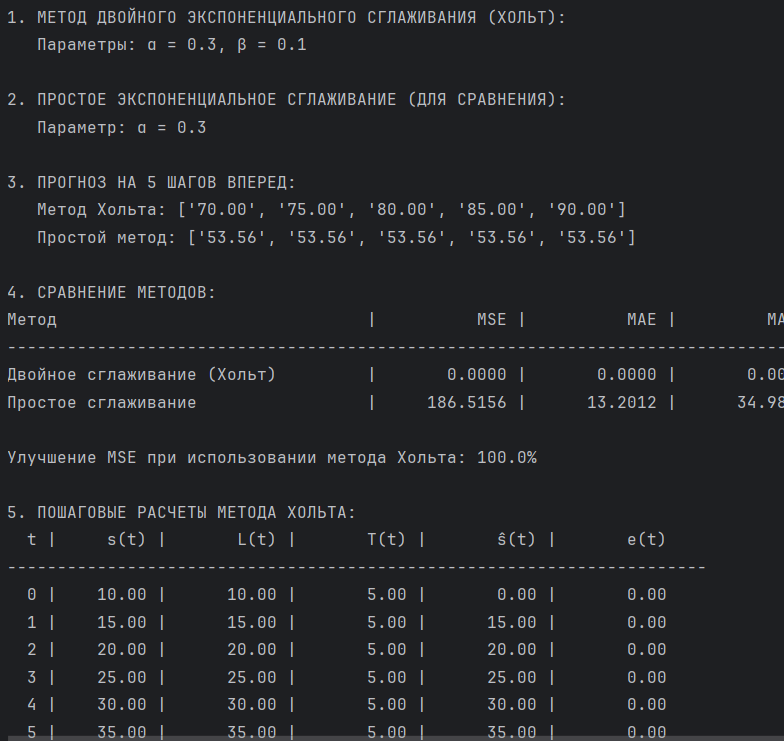 1. МЕТОД ДВОЙНОГО ЭКСПОНЕНЦИАЛЬНОГО СГЛАЖИВАНИЯ (ХОЛЬТ):
Параметры: α = 0.3, β = 0.1
2. ПРОСТОЕ ЭКСПОНЕНЦИАЛЬНОЕ СГЛАЖИВАНИЕ (ДЛЯ СРАВНЕНИЯ):
Параметр: α = 0.3
3. ПРОГНОЗ НА 5 ШАГОВ ВПЕРЕД:
Метод Хольта: ['70.00', '75.00', '80.00', '85.00', '90.00']
Простой метод: ['53.56', '53.56', '53.56', '53.56', '53.56']
4. СРАВНЕНИЕ МЕТОДОВ:
Метод | MSE | MAE | MA
--------------------------------------------------------------------------------
Двойное сглаживание (Хольт) | 0.0000 | 0.0000 | 0.00
Простое сглаживание | 186.5156 | 13.2012 | 34.98
Улучшение MSE при использовании метода Хольта: 100.0%
5. ПОШАГОВЫЕ РАСЧЕТЫ МЕТОДА ХОЛЬТА:
t | s(t) | L(t) | T(t) | ŝ(t) | e(t)
----------------------------------------------------------------------
0 | 10.00 | 10.00 | 5.00 | 0.00 | 0.00
1 | 15.00 | 15.00 | 5.00 | 15.00 | 0.00
2 | 20.00 | 20.00 | 5.00 | 20.00 | 0.00
3 | 25.00 | 25.00 | 5.00 | 25.00 | 0.00
4 | 30.00 | 30.00 | 5.00 | 30.00 | 0.00
5 | 35.00 | 35.00 | 5.00 | 35.00 | 0.00